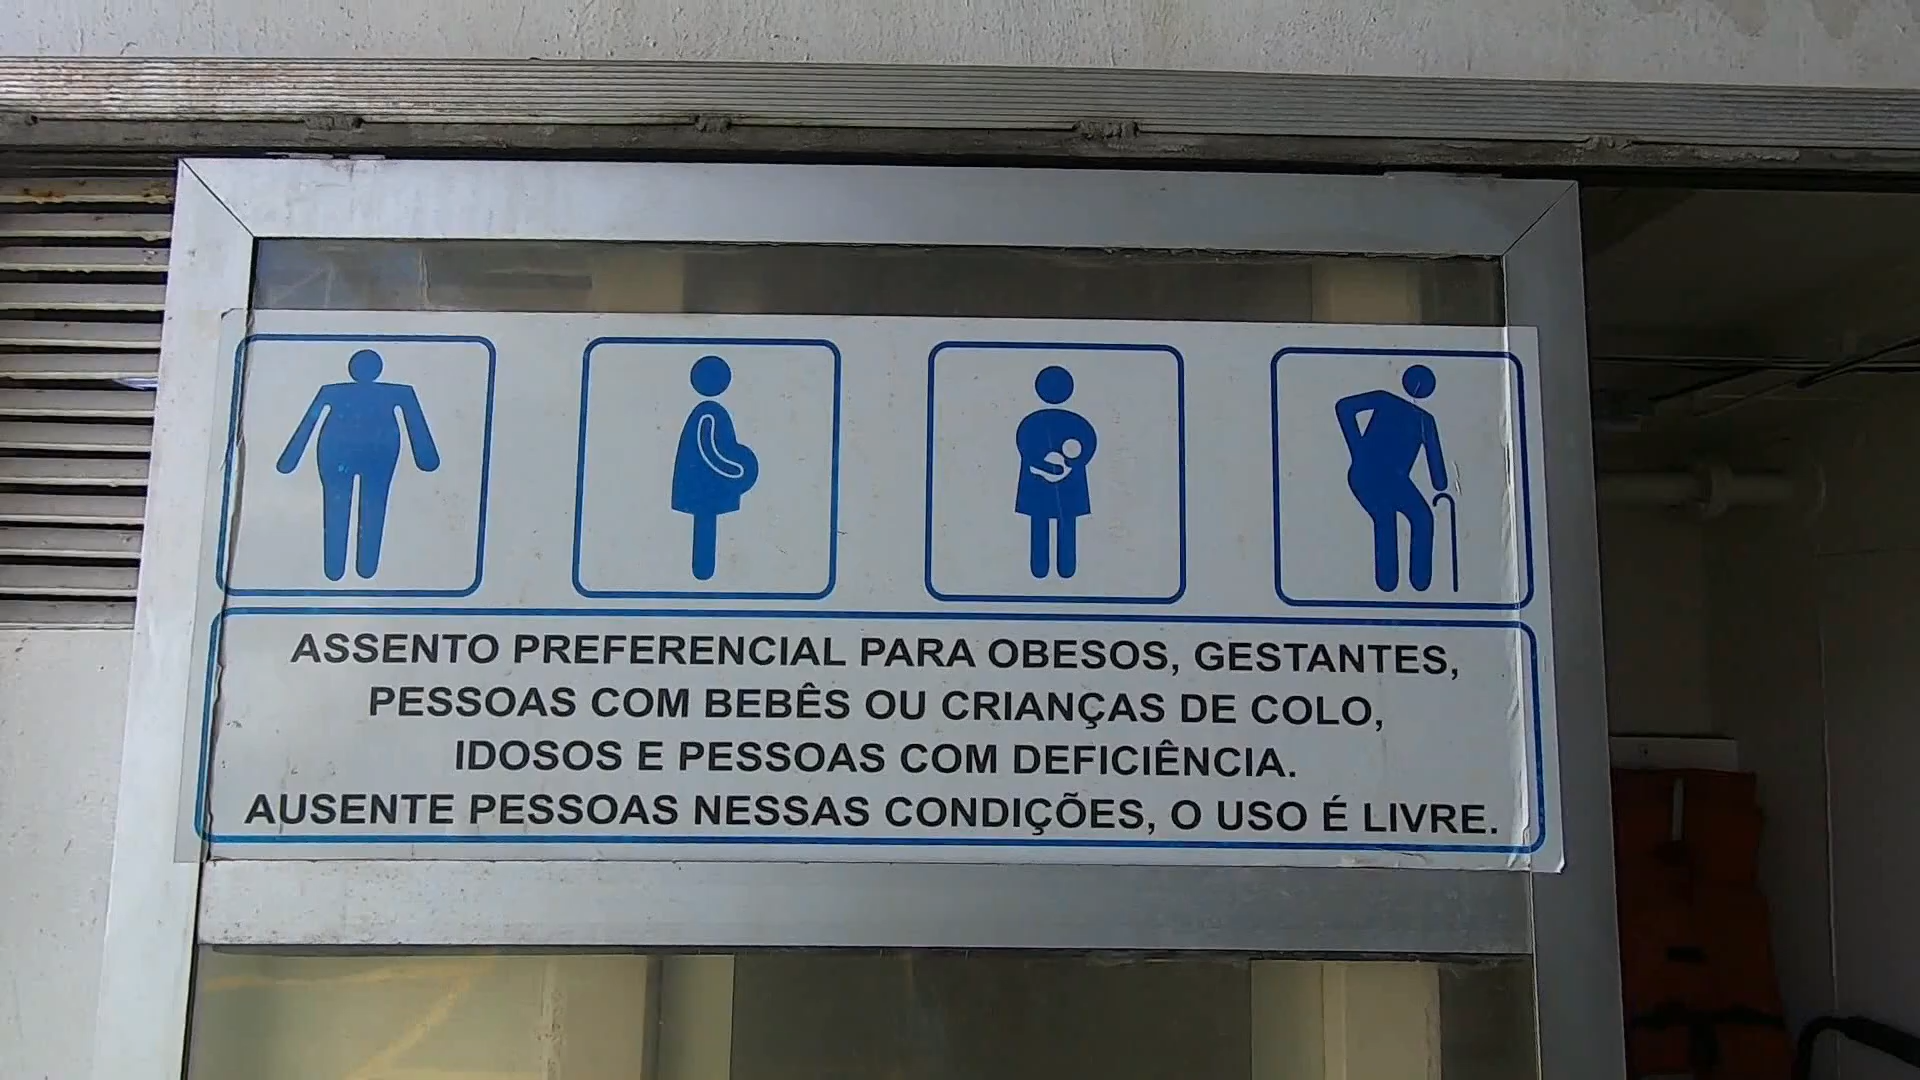 ASSENTO PREFERENCIAL PARA OBESOS, GESTANTES,
PESSOAS COM BEBÊS OU CRIANÇAS DE COLO,
IDOSOS E PESSOAS COM DEFICIÊNCIA.
AUSENTE PESSOAS NESSAS CONDIÇÕES, O USO É LIVRE.